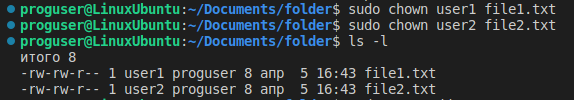 proguser@LinuxUbuntu:~/Documents/folder$ sudo chown user1 file1.txt
proguser@LinuxUbuntu:~/Documents/folder$ sudo chown user2 file2.txt
proguser@LinuxUbuntu:~/Documents/folder$ ls -l
итого 8
-rw-rw-r-- 1 user1 proguser 8 апр  5 16:43 file1.txt
-rw-rw-r-- 1 user2 proguser 8 апр  5 16:43 file2.txt